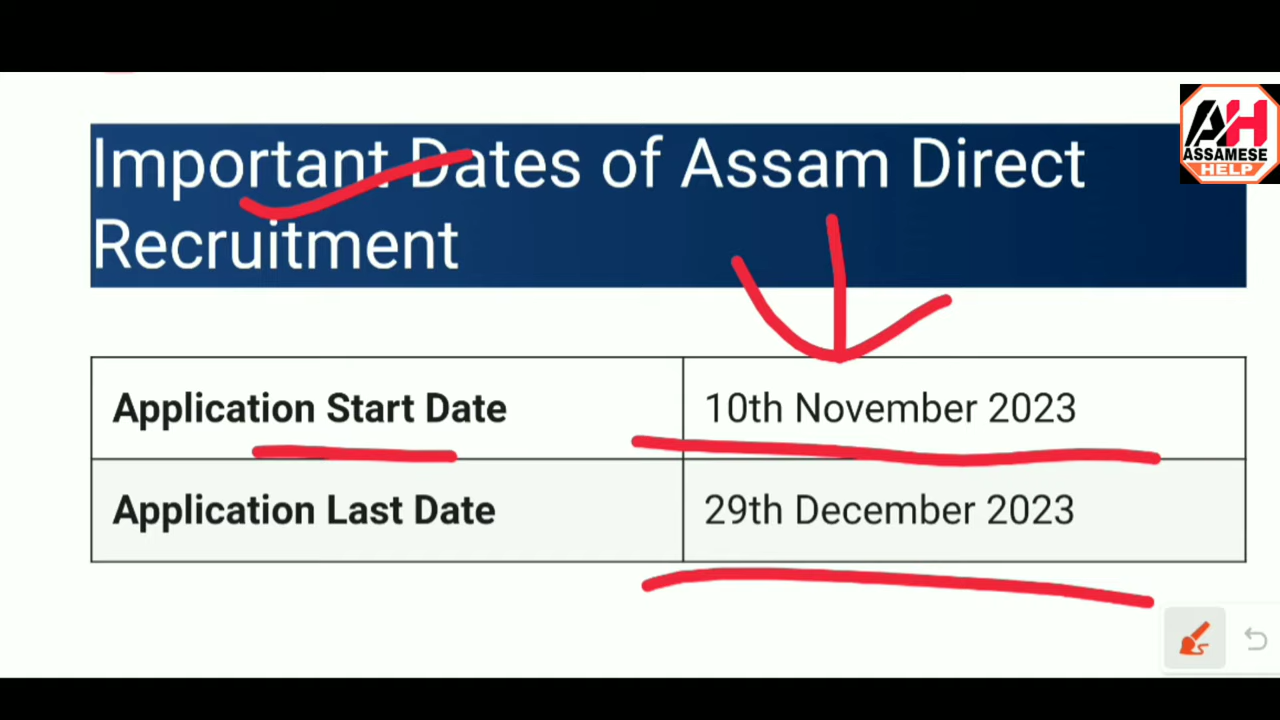 Important Dates of Assam Direct
Recruitment
AH
ASSAMESE
HELP
Application Start Date 10th November 2023
Application Last Date 29th December 2023